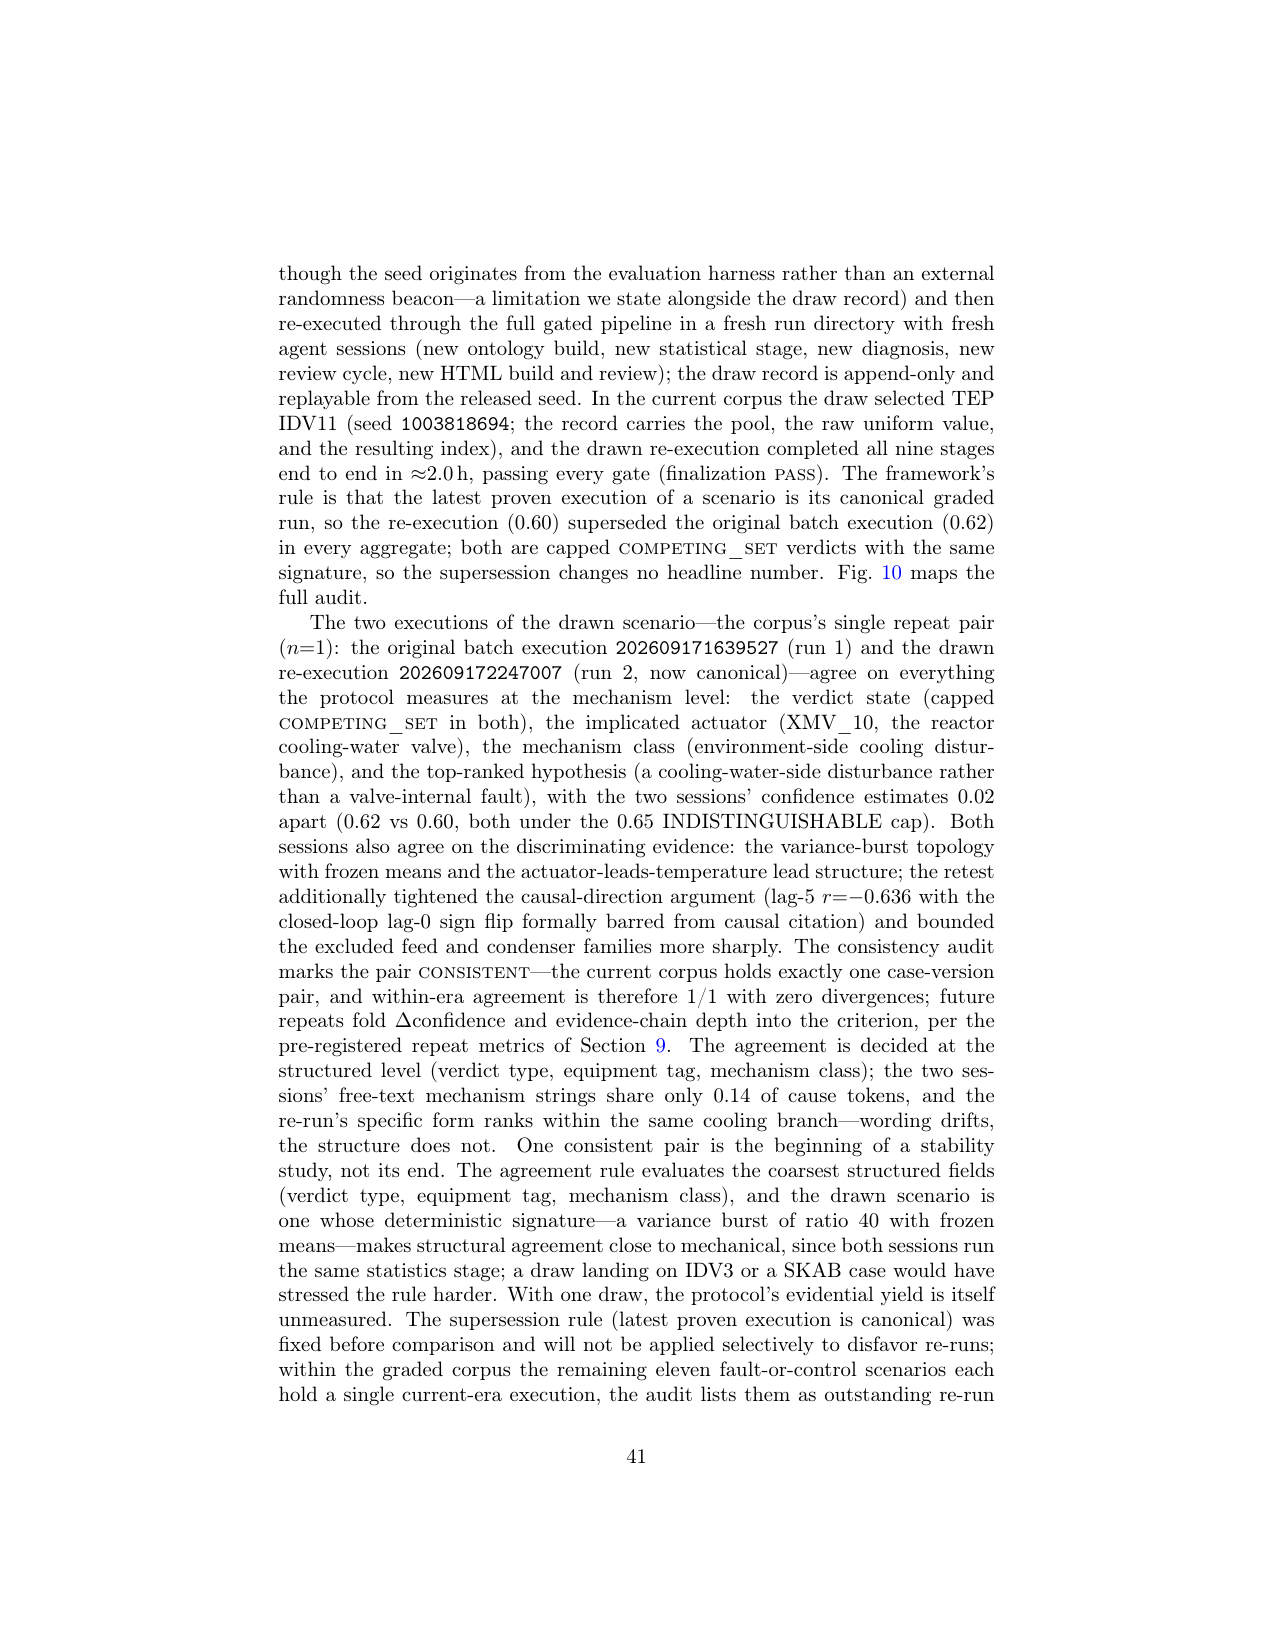 though the seed originates from the evaluation harness rather than an external
randomness beacon—a limitation we state alongside the draw record) and then
re-executed through the full gated pipeline in a fresh run directory with fresh
agent sessions (new ontology build, new statistical stage, new diagnosis, new
review cycle, new HTML build and review); the draw record is append-only and
replayable from the released seed. In the current corpus the draw selected TEP
IDV11 (seed 1003818694; the record carries the pool, the raw uniform value,
and the resulting index), and the drawn re-execution completed all nine stages
end to end in ≈2.0 h, passing every gate (finalization PASS). The framework's
rule is that the latest proven execution of a scenario is its canonical graded
run, so the re-execution (0.60) superseded the original batch execution (0.62)
in every aggregate; both are capped COMPETING_SET verdicts with the same
signature, so the supersession changes no headline number. Fig. 10 maps the
full audit.
The two executions of the drawn scenario—the corpus's single repeat pair
(n=1): the original batch execution 202609171639527 (run 1) and the drawn
re-execution 202609172247007 (run 2, now canonical)—agree on everything
the protocol measures at the mechanism level: the verdict state (capped
COMPETING_SET in both), the implicated actuator (XMV_10, the reactor
cooling-water valve), the mechanism class (environment-side cooling distur-
bance), and the top-ranked hypothesis (a cooling-water-side disturbance rather
than a valve-internal fault), with the two sessions' confidence estimates 0.02
apart (0.62 vs 0.60, both under the 0.65 INDISTINGUISHABLE cap). Both
sessions also agree on the discriminating evidence: the variance-burst topology
with frozen means and the actuator-leads-temperature lead structure; the retest
additionally tightened the causal-direction argument (lag-5 r=−0.636 with the
closed-loop lag-0 sign flip formally barred from causal citation) and bounded
the excluded feed and condenser families more sharply. The consistency audit
marks the pair CONSISTENT—the current corpus holds exactly one case-version
pair, and within-era agreement is therefore 1/1 with zero divergences; future
repeats fold Δconfidence and evidence-chain depth into the criterion, per the
pre-registered repeat metrics of Section 9. The agreement is decided at the
structured level (verdict type, equipment tag, mechanism class); the two ses-
sions' free-text mechanism strings share only 0.14 of cause tokens, and the
re-run's specific form ranks within the same cooling branch—wording drifts,
the structure does not. One consistent pair is the beginning of a stability
study, not its end. The agreement rule evaluates the coarsest structured fields
(verdict type, equipment tag, mechanism class), and the drawn scenario is
one whose deterministic signature—a variance burst of ratio 40 with frozen
means—makes structural agreement close to mechanical, since both sessions run
the same statistics stage; a draw landing on IDV3 or a SKAB case would have
stressed the rule harder. With one draw, the protocol's evidential yield is itself
unmeasured. The supersession rule (latest proven execution is canonical) was
fixed before comparison and will not be applied selectively to disfavor re-runs;
within the graded corpus the remaining eleven fault-or-control scenarios each
hold a single current-era execution, the audit lists them as outstanding re-run
41